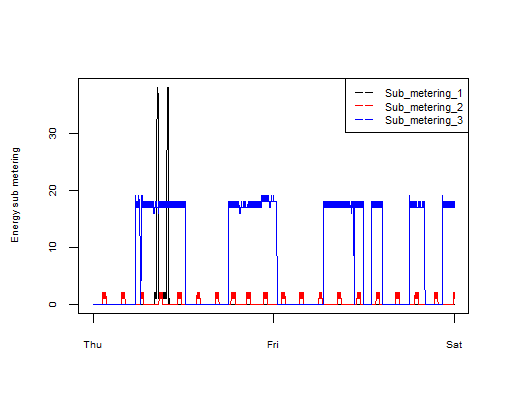 Sub_metering_1
Sub_metering_2
Sub_metering_3
Energy sub metering
30
20
10
0
Thu Fri Sat